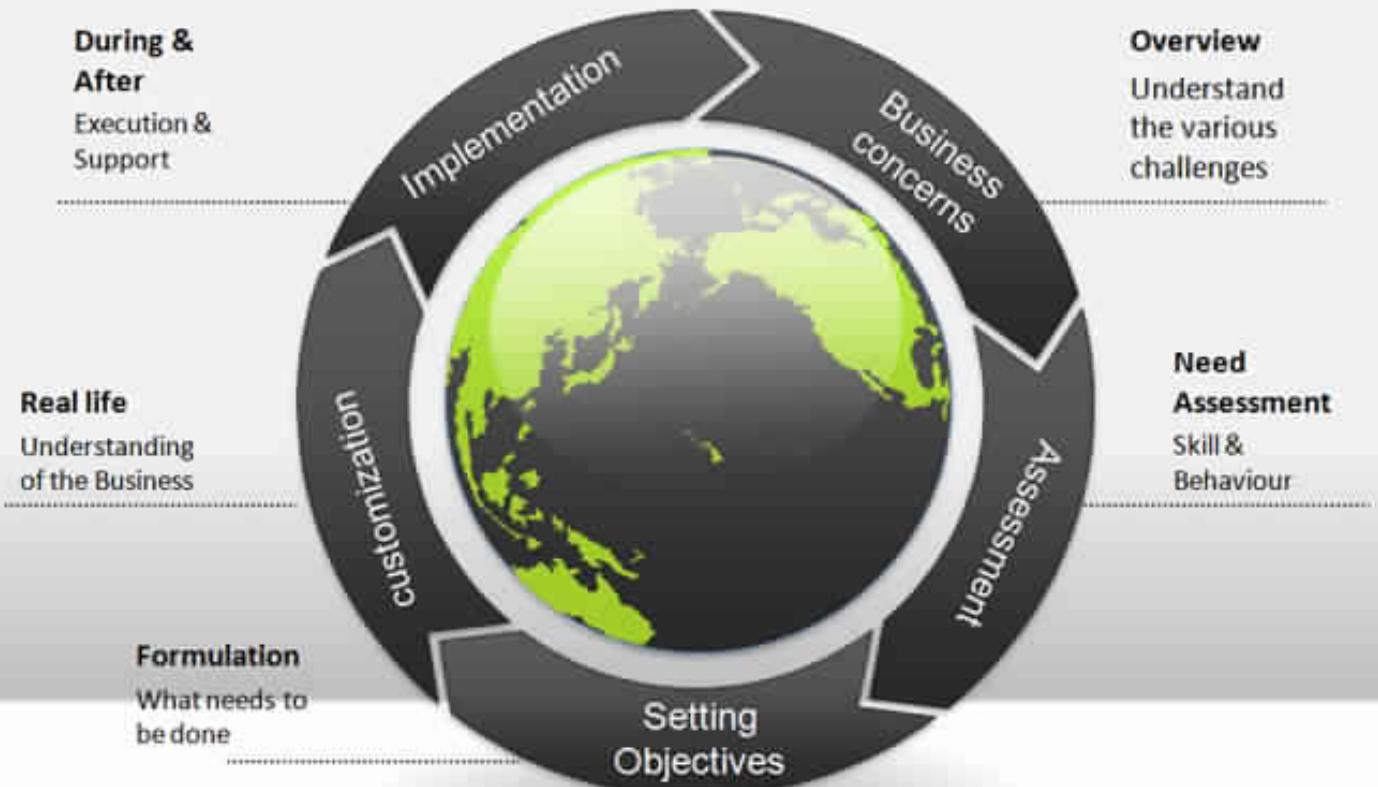 During &
After
Execution &
Support
Implementation
Business
concerns
Overview
Understand
the various
challenges
Need
Assessment
Skill &
Behaviour
Assessment
Setting
Objectives
Formulation
What needs to
be done
customization
Real life
Understanding
of the Business